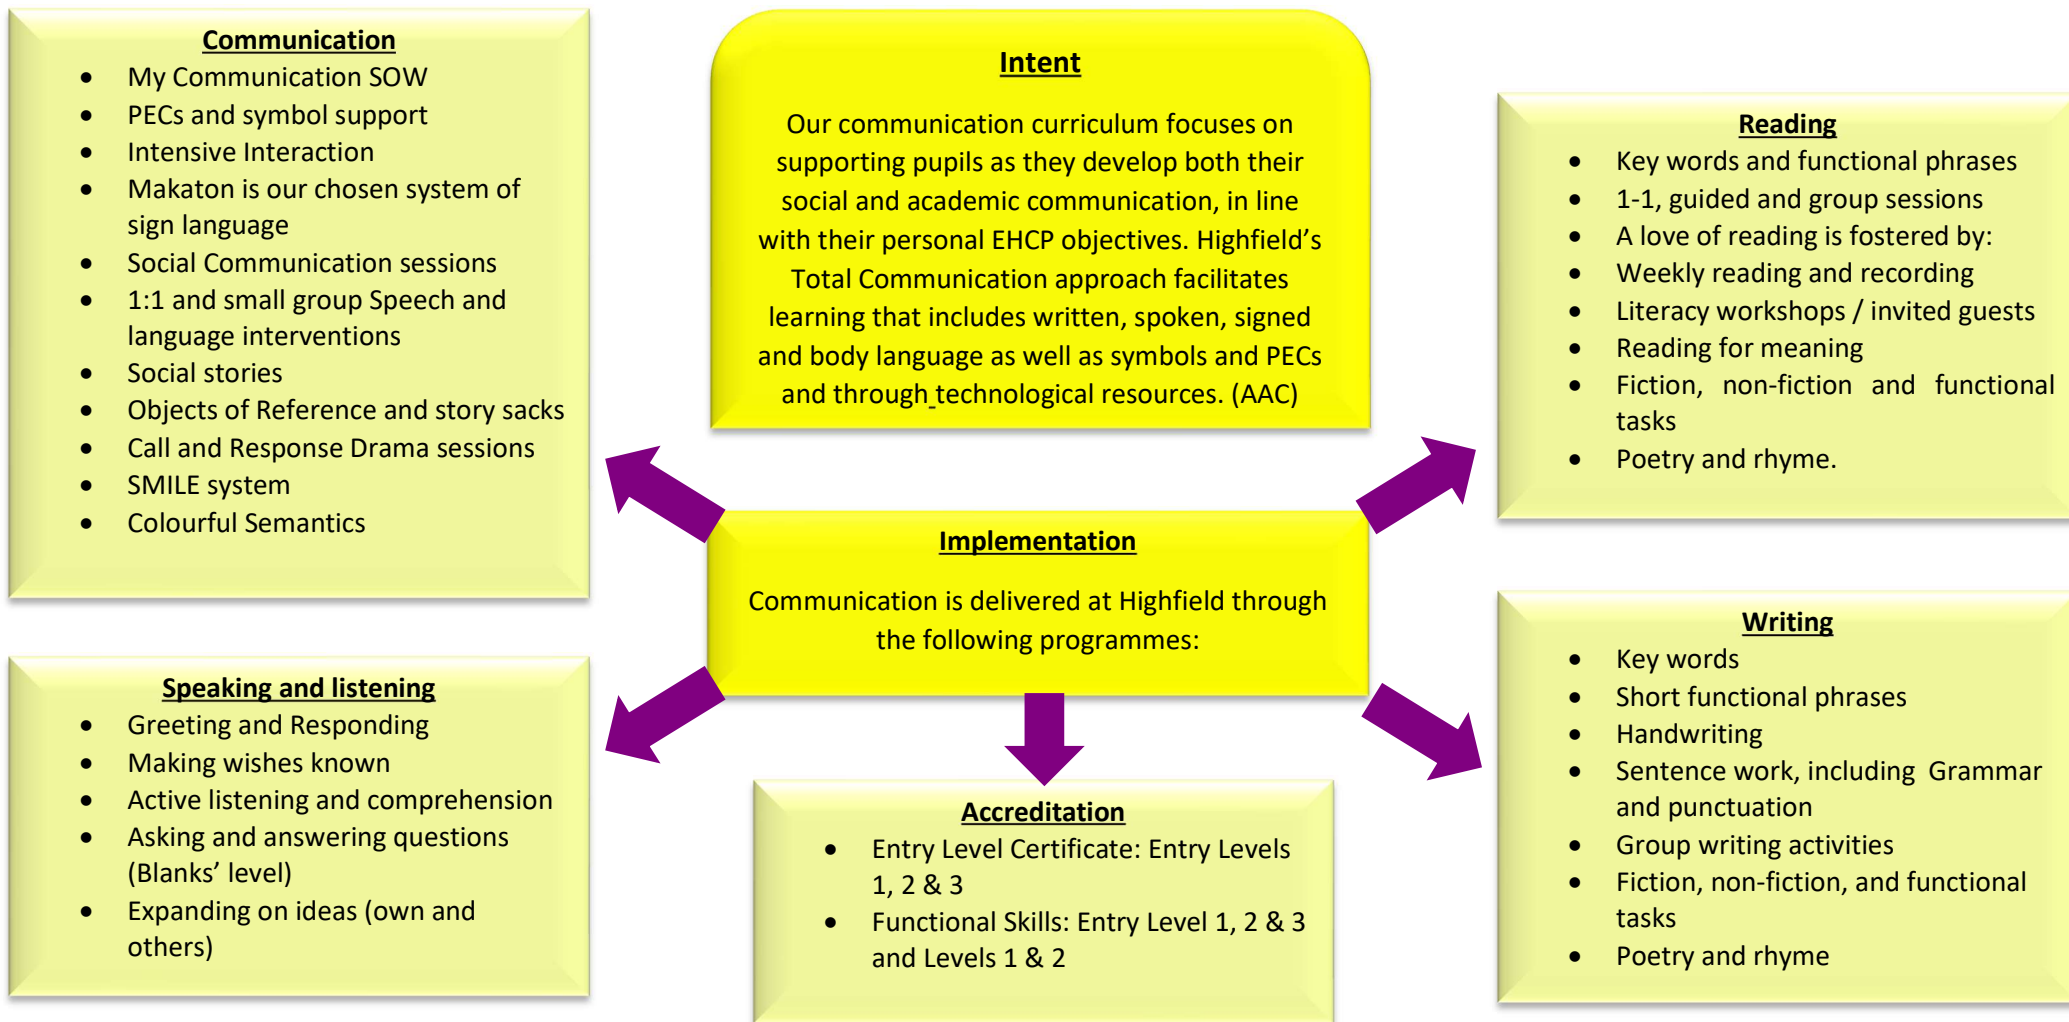 Communication
• My Communication SOW
• PECs and symbol support
• Intensive Interaction
• Makaton is our chosen system of
sign language
• Social Communication sessions
• 1:1 and small group Speech and
language interventions
• Social stories
• Objects of Reference and story sacks
• Call and Response Drama sessions
• SMILE system
• Colourful Semantics
Intent
Our communication curriculum focuses on
supporting pupils as they develop both their
social and academic communication, in line
with their personal EHCP objectives. Highfield’s
Total Communication approach facilitates
learning that includes written, spoken, signed
and body language as well as symbols and PECs
and through technological resources. (AAC)
Reading
• Key words and functional phrases
• 1-1, guided and group sessions
• A love of reading is fostered by:
• Weekly reading and recording
• Literacy workshops / invited guests
• Reading for meaning
• Fiction, non-fiction and functional
tasks
• Poetry and rhyme.
Implementation
Communication is delivered at Highfield through
the following programmes:
Speaking and listening
• Greeting and Responding
• Making wishes known
• Active listening and comprehension
• Asking and answering questions
(Blanks’ level)
• Expanding on ideas (own and
others)
Accreditation
• Entry Level Certificate: Entry Levels
1, 2 & 3
• Functional Skills: Entry Level 1, 2 & 3
and Levels 1 & 2
Writing
• Key words
• Short functional phrases
• Handwriting
• Sentence work, including Grammar
and punctuation
• Group writing activities
• Fiction, non-fiction, and functional
tasks
• Poetry and rhyme